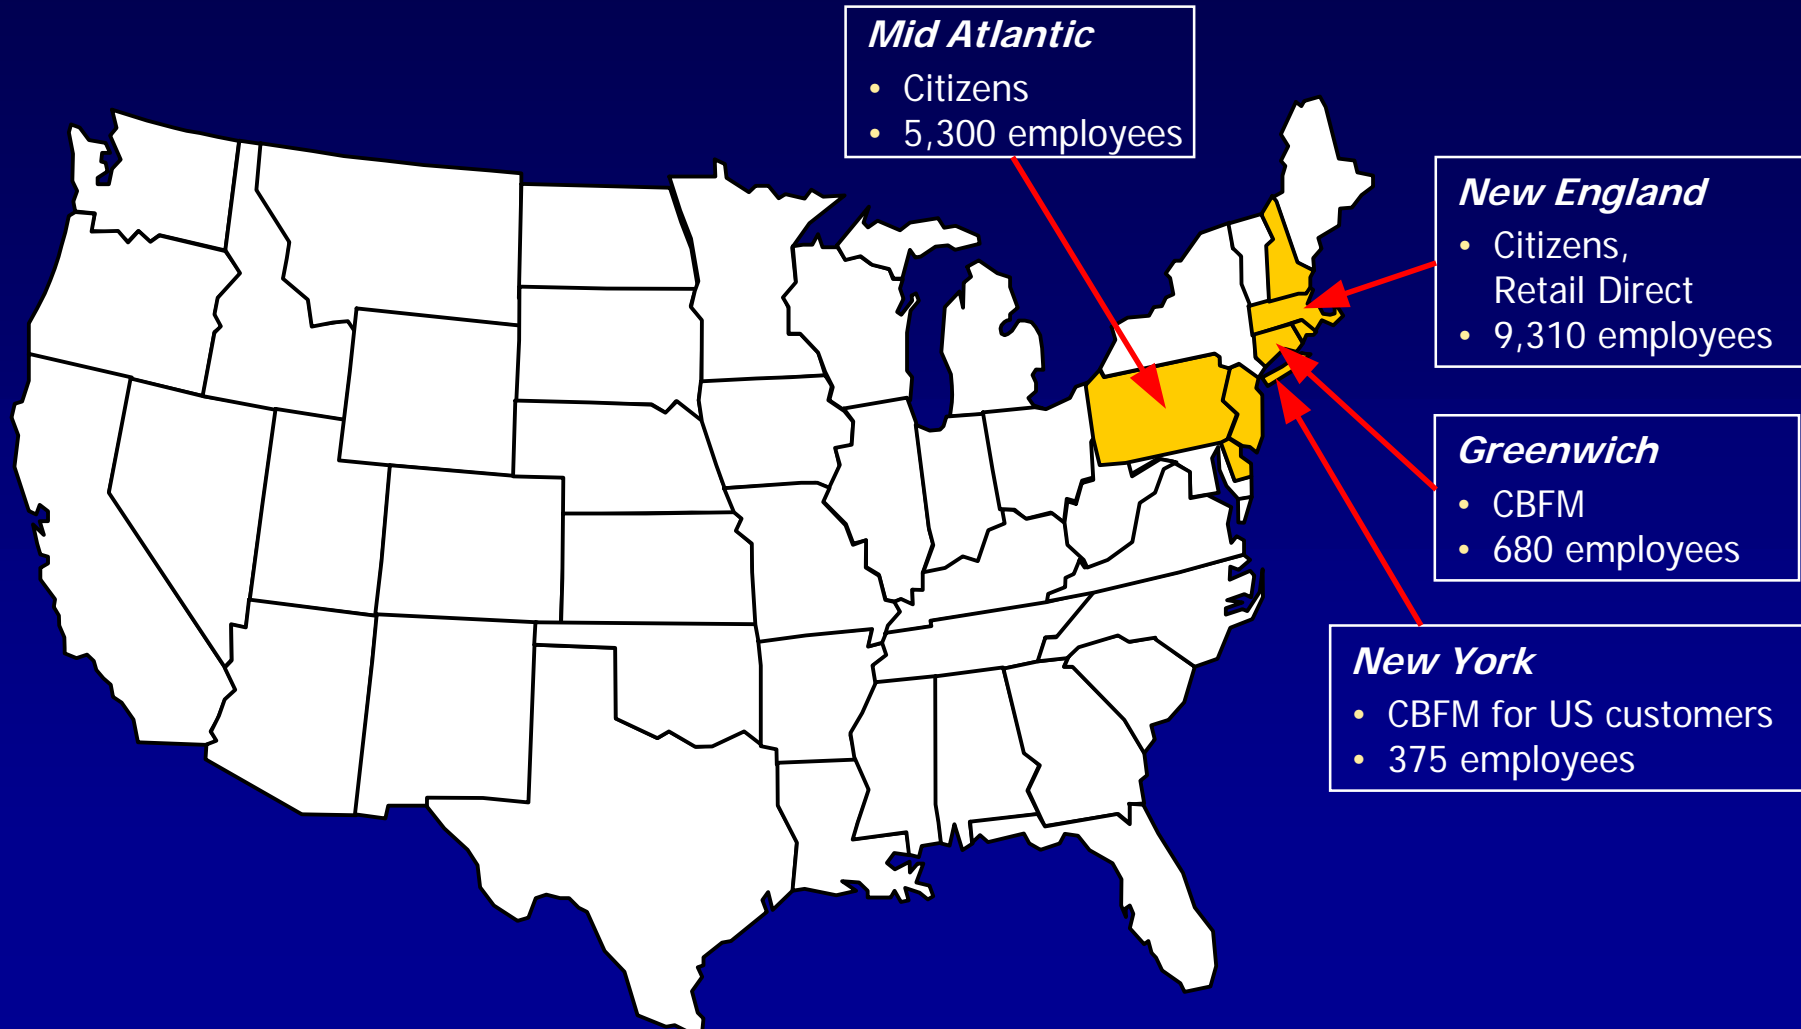 Mid Atlantic
• Citizens
• 5,300 employees
New England
• Citizens,
Retail Direct
• 9,310 employees
Greenwich
• CBFM
• 680 employees
New York
• CBFM for US customers
• 375 employees